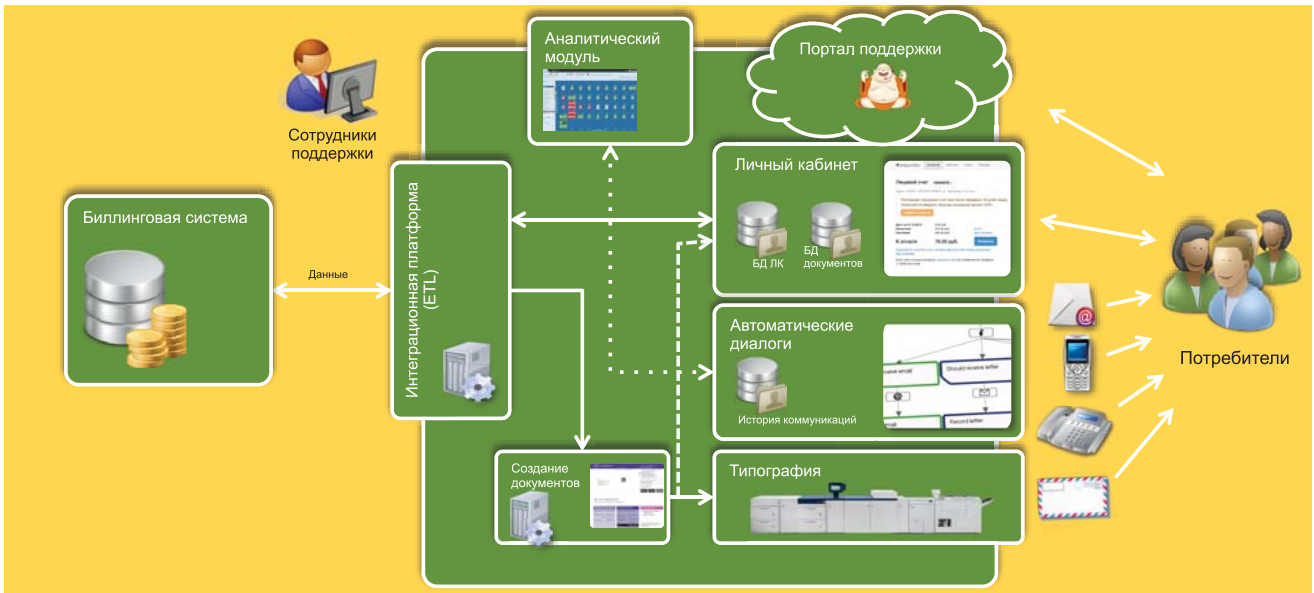 Аналитический
модуль
Портал поддержки
Сотрудники
поддержки
Личный кабинет
БД ЛК
БД
документов
Биллинговая система
Данные
Интеграционная платформа
(ETL)
Автоматические
диалоги
История коммуникаций
Should receive letter
Record letter
email
Потребители
Создание
документов
Типография
@